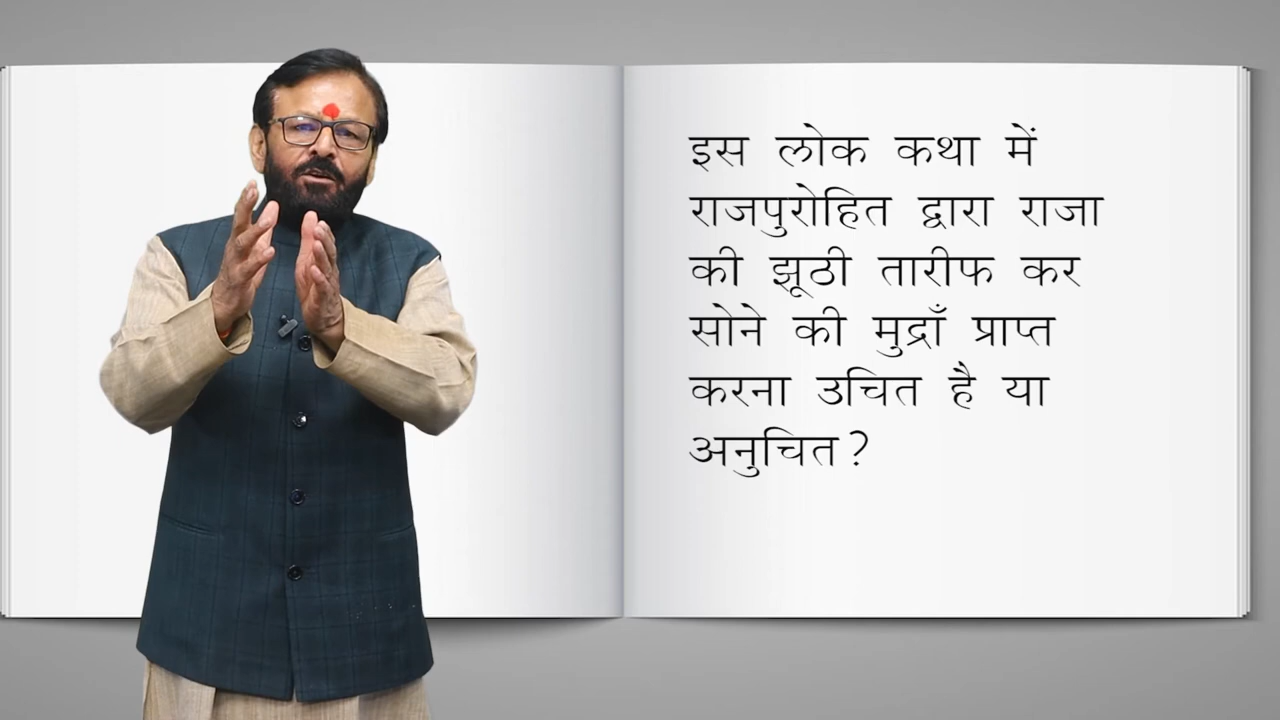 इस लोक कथा में
राजपुरोहित द्वारा राजा
की झूठी तारीफ कर
सोने की मुद्राँ प्राप्त
करना उचित है या
अनुचित?